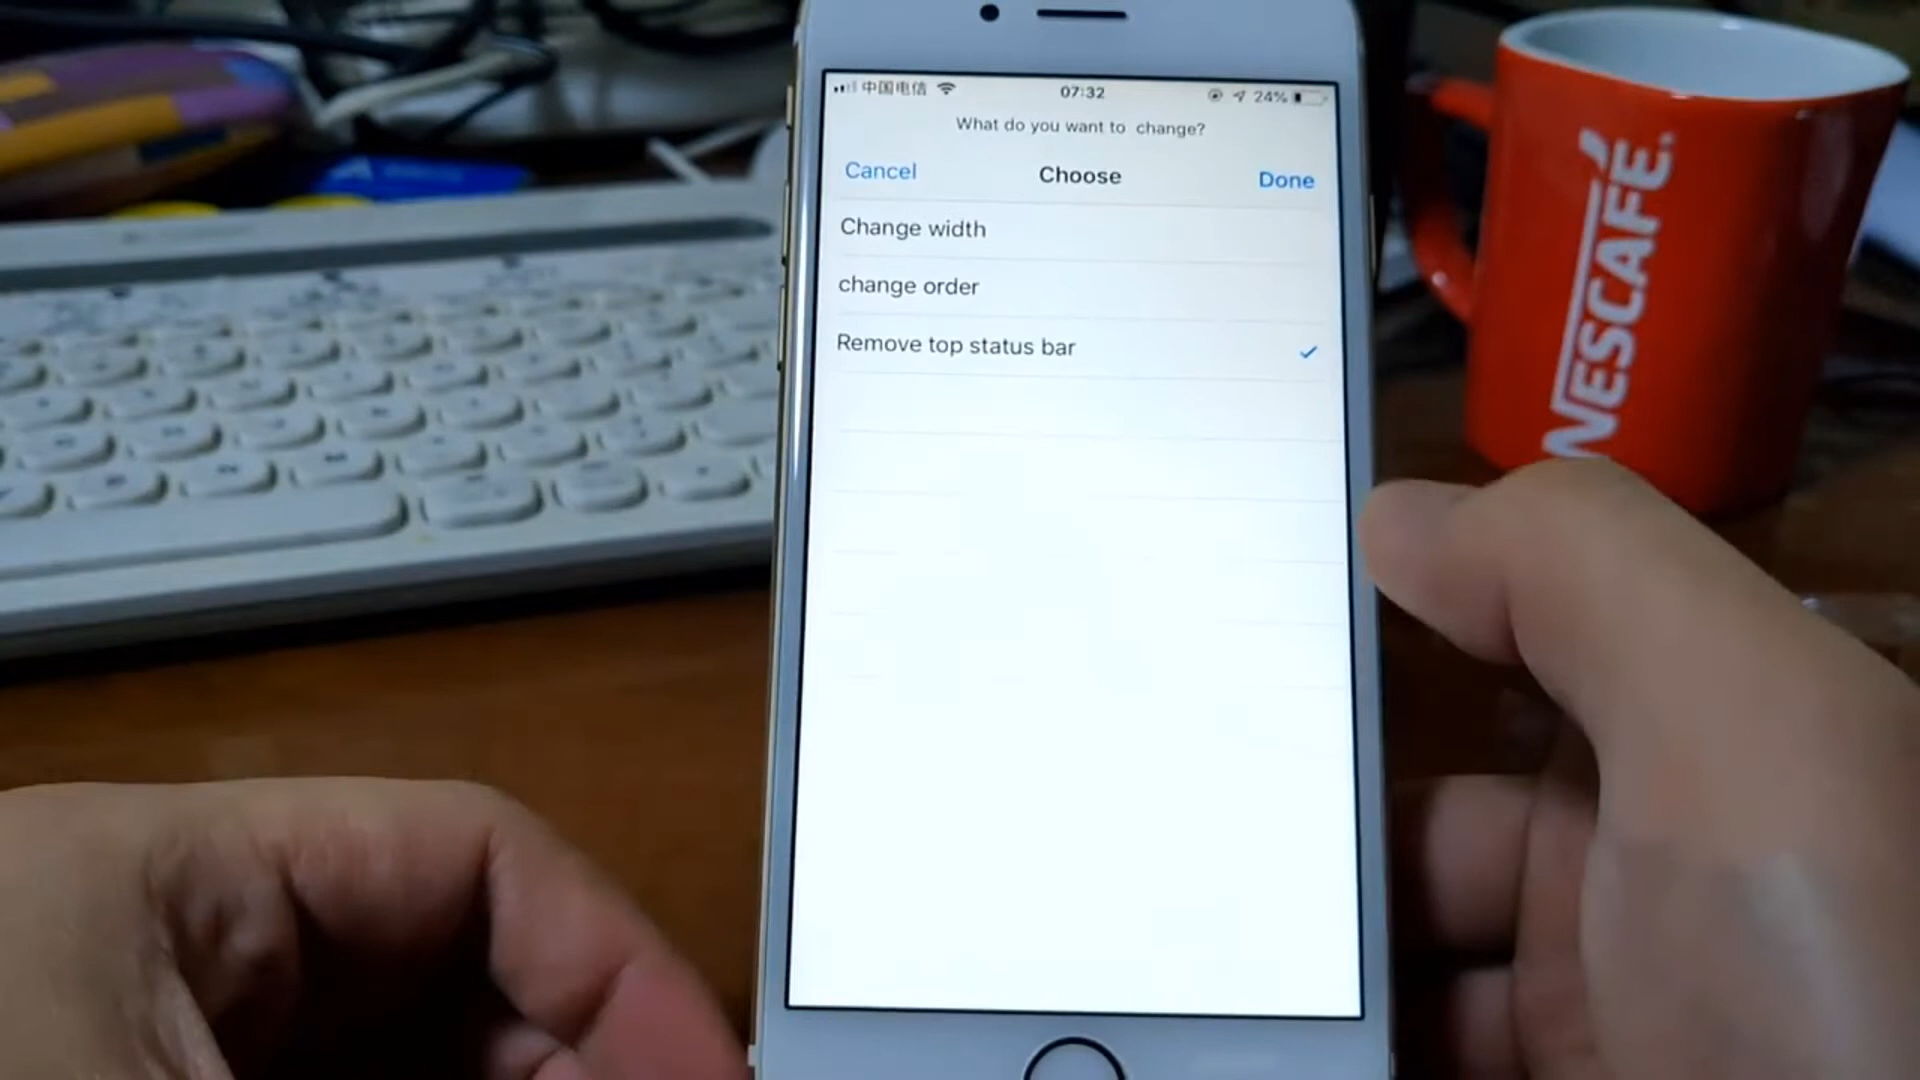 中国电信 07:32 24%
What do you want to change?
Cancel Choose Done
Change width
change order
Remove top status bar
NESCAFÉ.